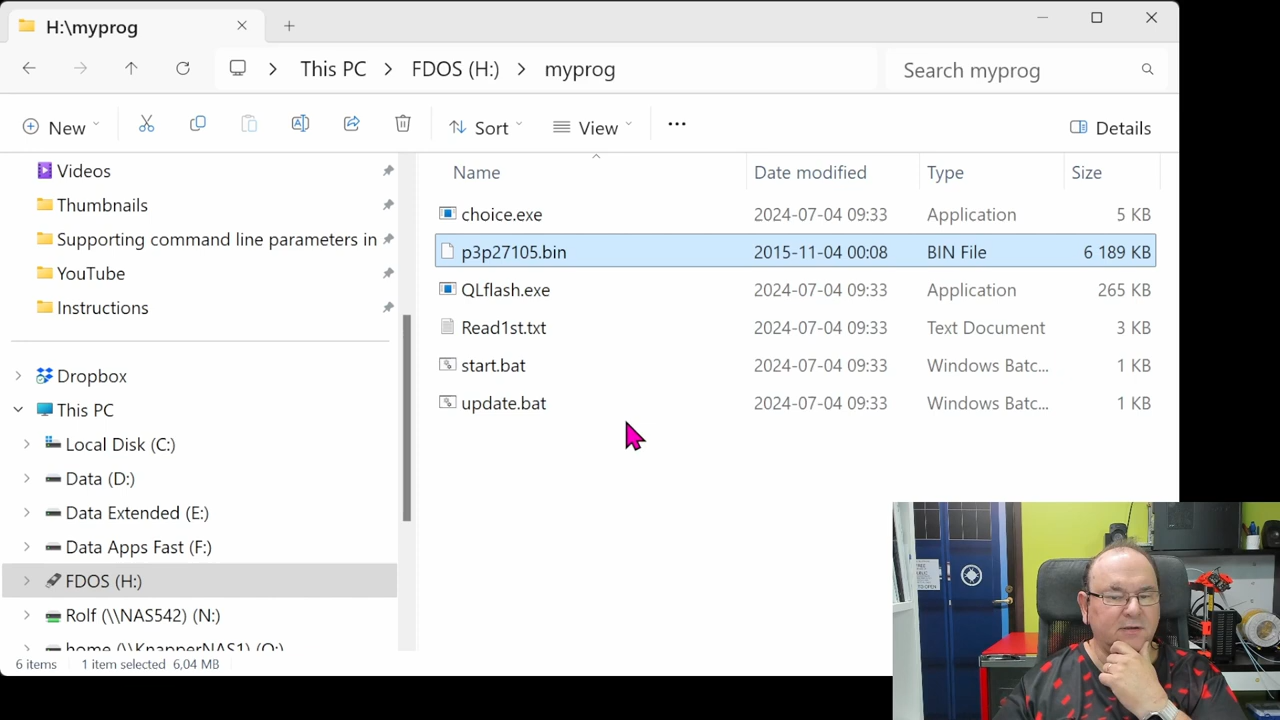 H:\myprog
This PC
FDOS (H:)
myprog
Search myprog
New
Sort
View
Details
Videos
Thumbnails
Supporting command line parameters in
YouTube
Instructions
Dropbox
This PC
Local Disk (C:)
Data (D:)
Data Extended (E:)
Data Apps Fast (F:)
FDOS (H:)
Rolf (\\NAS542) (N:)
home (\\KnapperNAS1) (O:)
Name Date modified Type Size
choice.exe 2024-07-04 09:33 Application 5 KB
p3p27105.bin 2015-11-04 00:08 BIN File 6 189 KB
QLflash.exe 2024-07-04 09:33 Application 265 KB
Read1st.txt 2024-07-04 09:33 Text Document 3 KB
start.bat 2024-07-04 09:33 Windows Batc... 1 KB
update.bat 2024-07-04 09:33 Windows Batc... 1 KB
6 items 1 item selected 6,04 MB